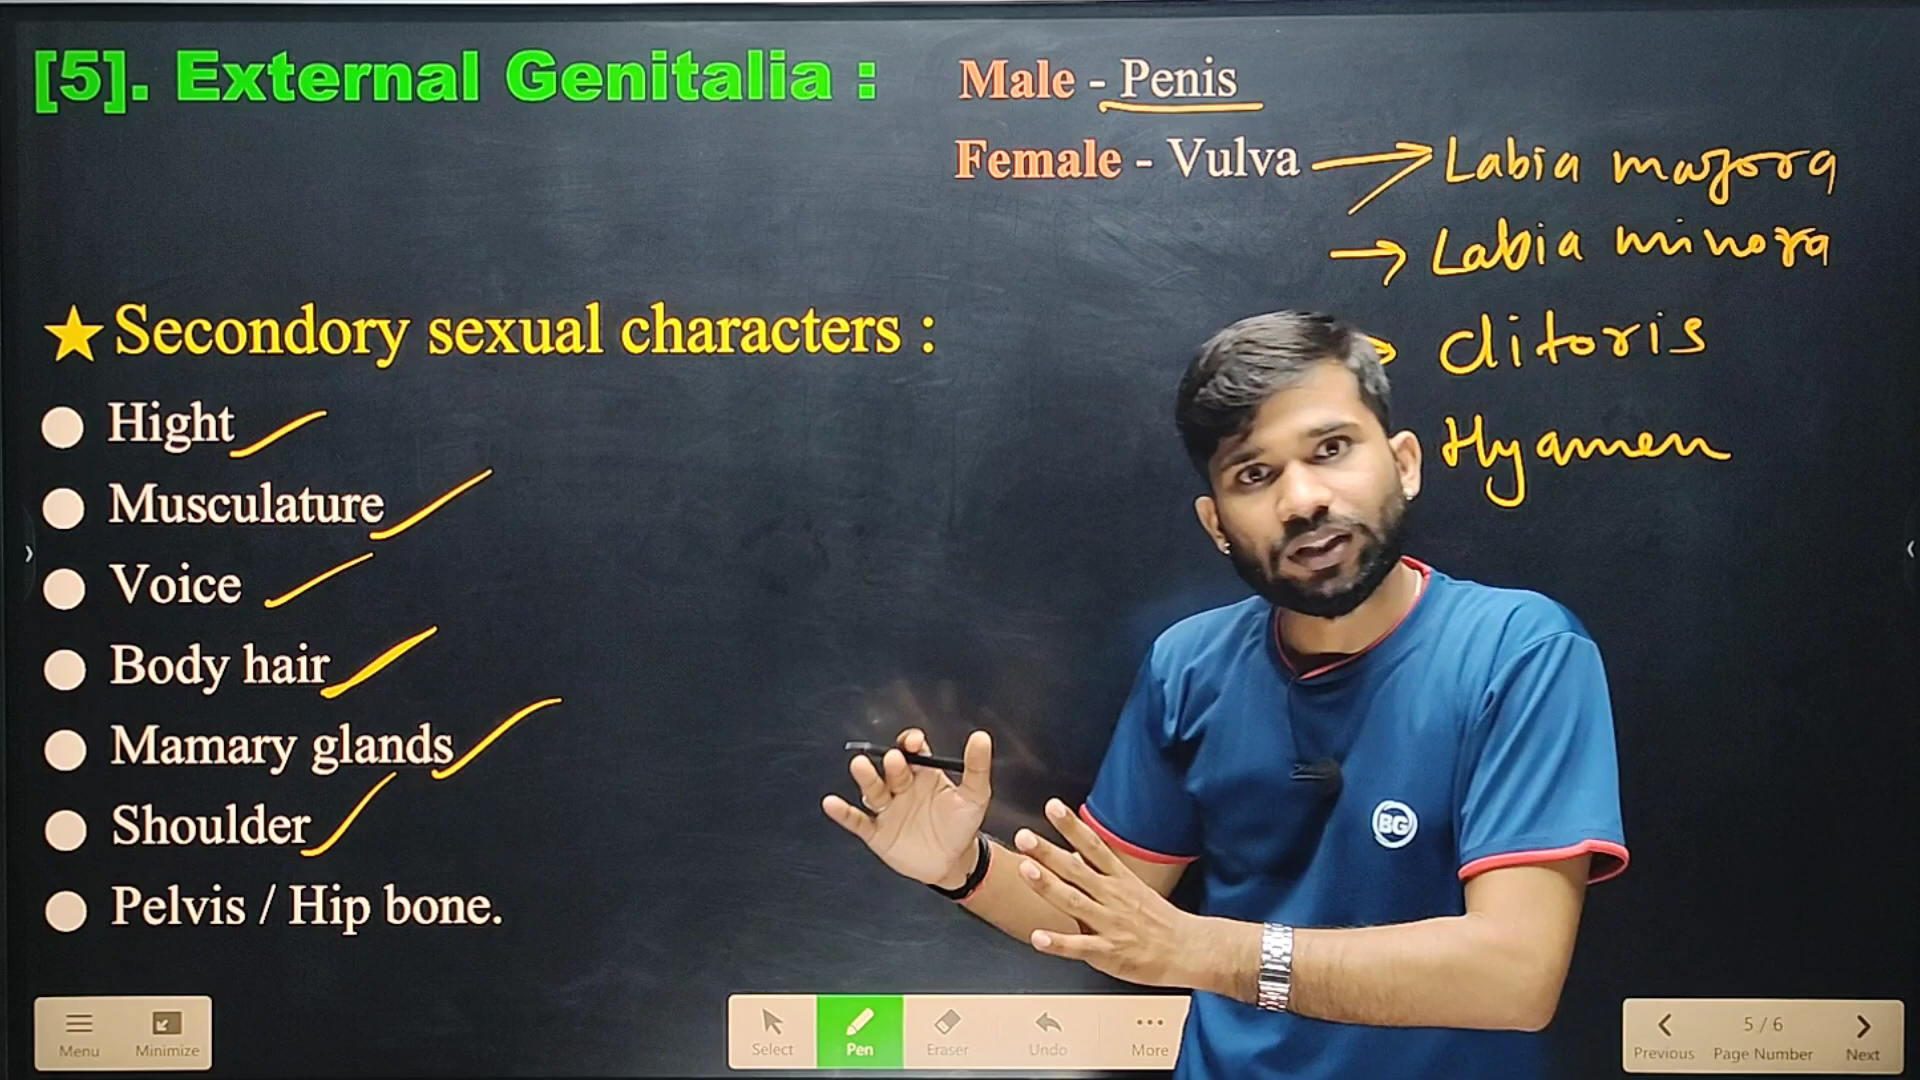 [5]. External Genitalia :
Male - Penis
Female - Vulva → Labia majora
→ Labia minora
→ clitoris
Hyamen
★ Secondory sexual characters :
Hight
Musculature
Voice
Body hair
Mamary glands
Shoulder
Pelvis / Hip bone.
BG
Menu
Minimize
Select
Pen
Eraser
Undo
More
5 / 6
Previous
Page Number
Next